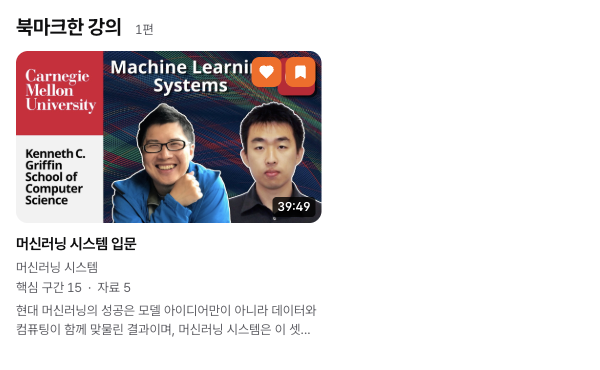 북마크한 강의 1편
Carnegie
Mellon
University
Kenneth C.
Griffin
School of
Computer
Science
Machine Learni
Systems
39:49
머신러닝 시스템 입문
머신러닝 시스템
핵심 구간 15 · 자료 5
현대 머신러닝의 성공은 모델 아이디어만이 아니라 데이터와
컴퓨팅이 함께 맞물린 결과이며, 머신러닝 시스템은 이 셋...